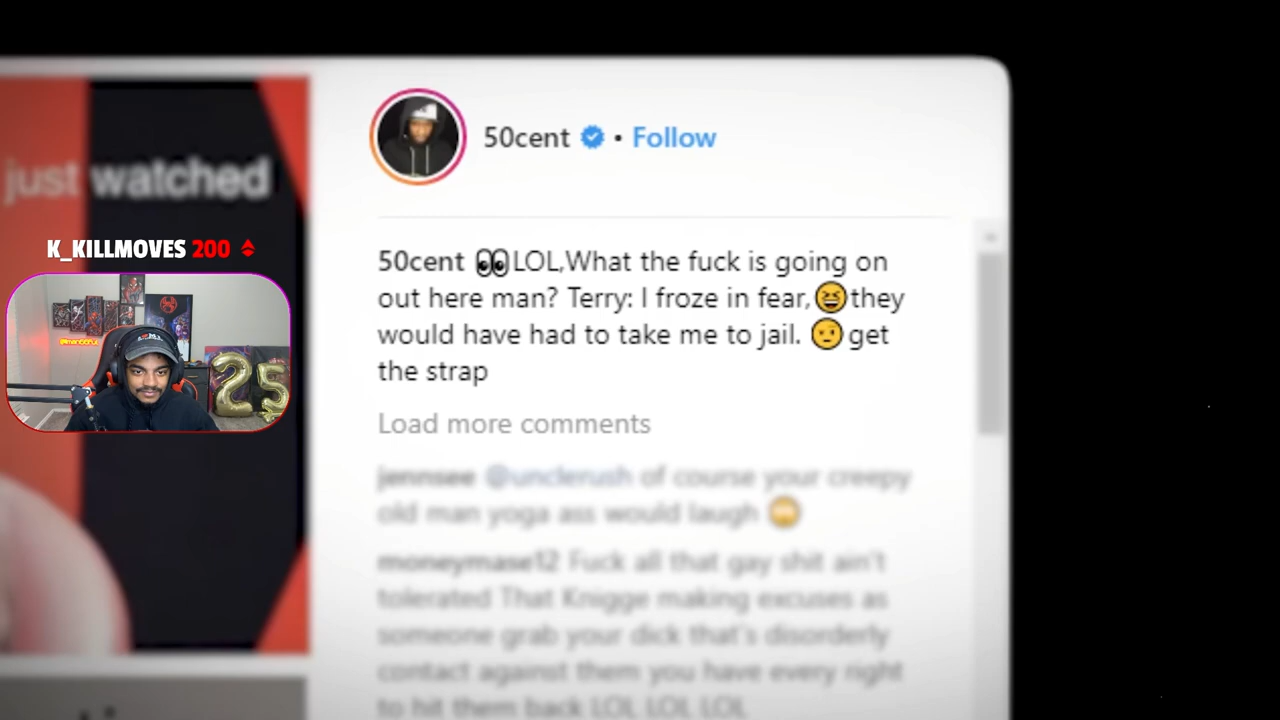 just watched
K_KILLMOVES 200
25
50cent • Follow
50cent 👀LOL,What the fuck is going on
out here man? Terry: I froze in fear,😆they
would have had to take me to jail. 🤨get
the strap
Load more comments
jennsee @unclerush of course your creepy
old man yoga ass would laugh 🙄
moneymase12 Fuck all that gay shit ain't
tolerated That Knigge making excuses as
someone grab your dick that's disorderly
contact against them you have every right
to hit them back LOL LOL LOL